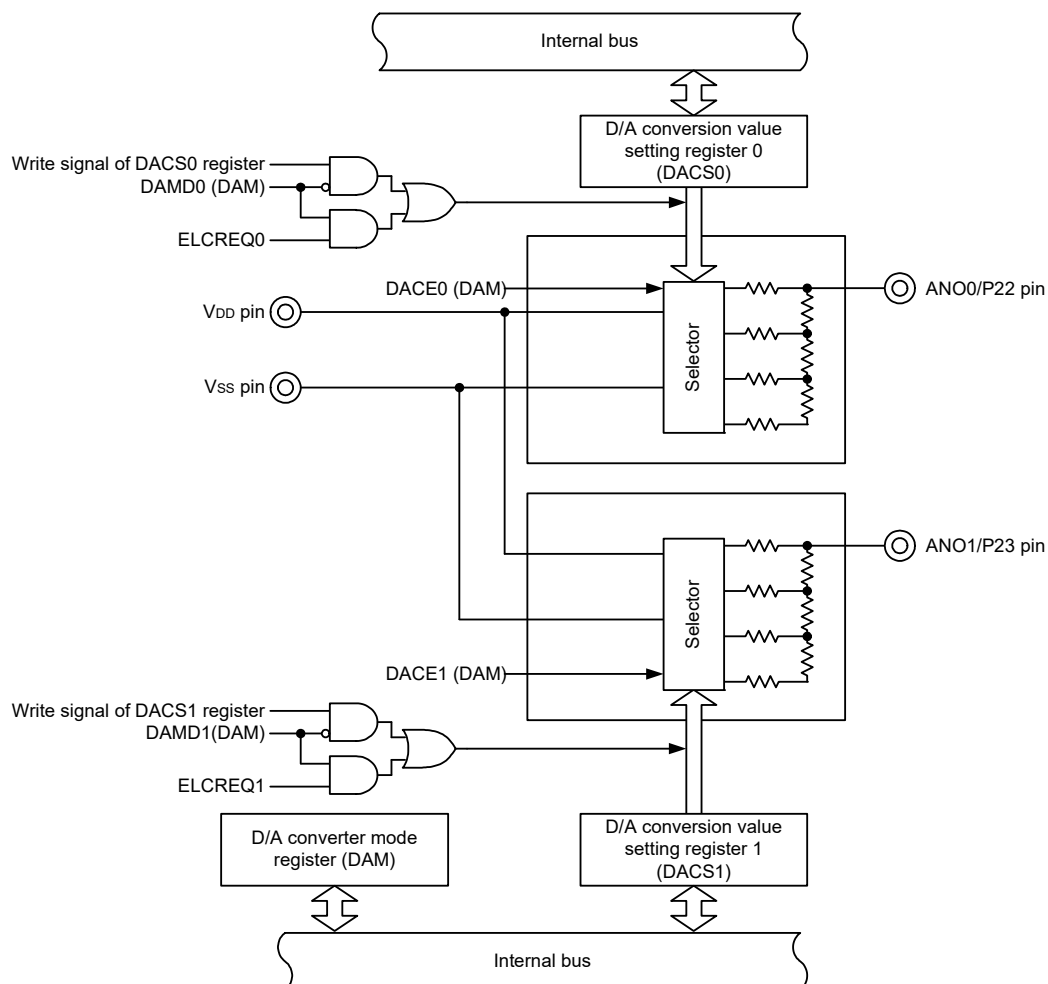 Internal bus
D/A conversion value
setting register 0
(DACS0)
Write signal of DACS0 register
DAMD0 (DAM)
ELCREQ0
DACE0 (DAM)
VDD pin
VSS pin
Selector
ANO0/P22 pin
Selector
ANO1/P23 pin
DACE1 (DAM)
Write signal of DACS1 register
DAMD1(DAM)
ELCREQ1
D/A converter mode
register (DAM)
D/A conversion value
setting register 1
(DACS1)
Internal bus